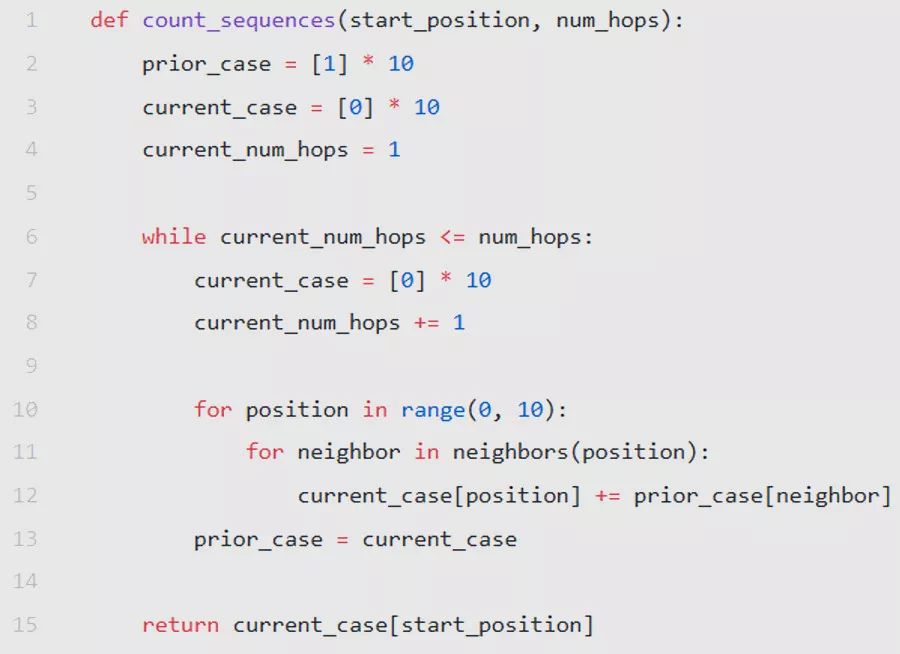 1 def count_sequences(start_position, num_hops):
2 prior_case = [1] * 10
3 current_case = [0] * 10
4 current_num_hops = 1
5
6 while current_num_hops <= num_hops:
7 current_case = [0] * 10
8 current_num_hops += 1
9
10 for position in range(0, 10):
11 for neighbor in neighbors(position):
12 current_case[position] += prior_case[neighbor]
13 prior_case = current_case
14
15 return current_case[start_position]